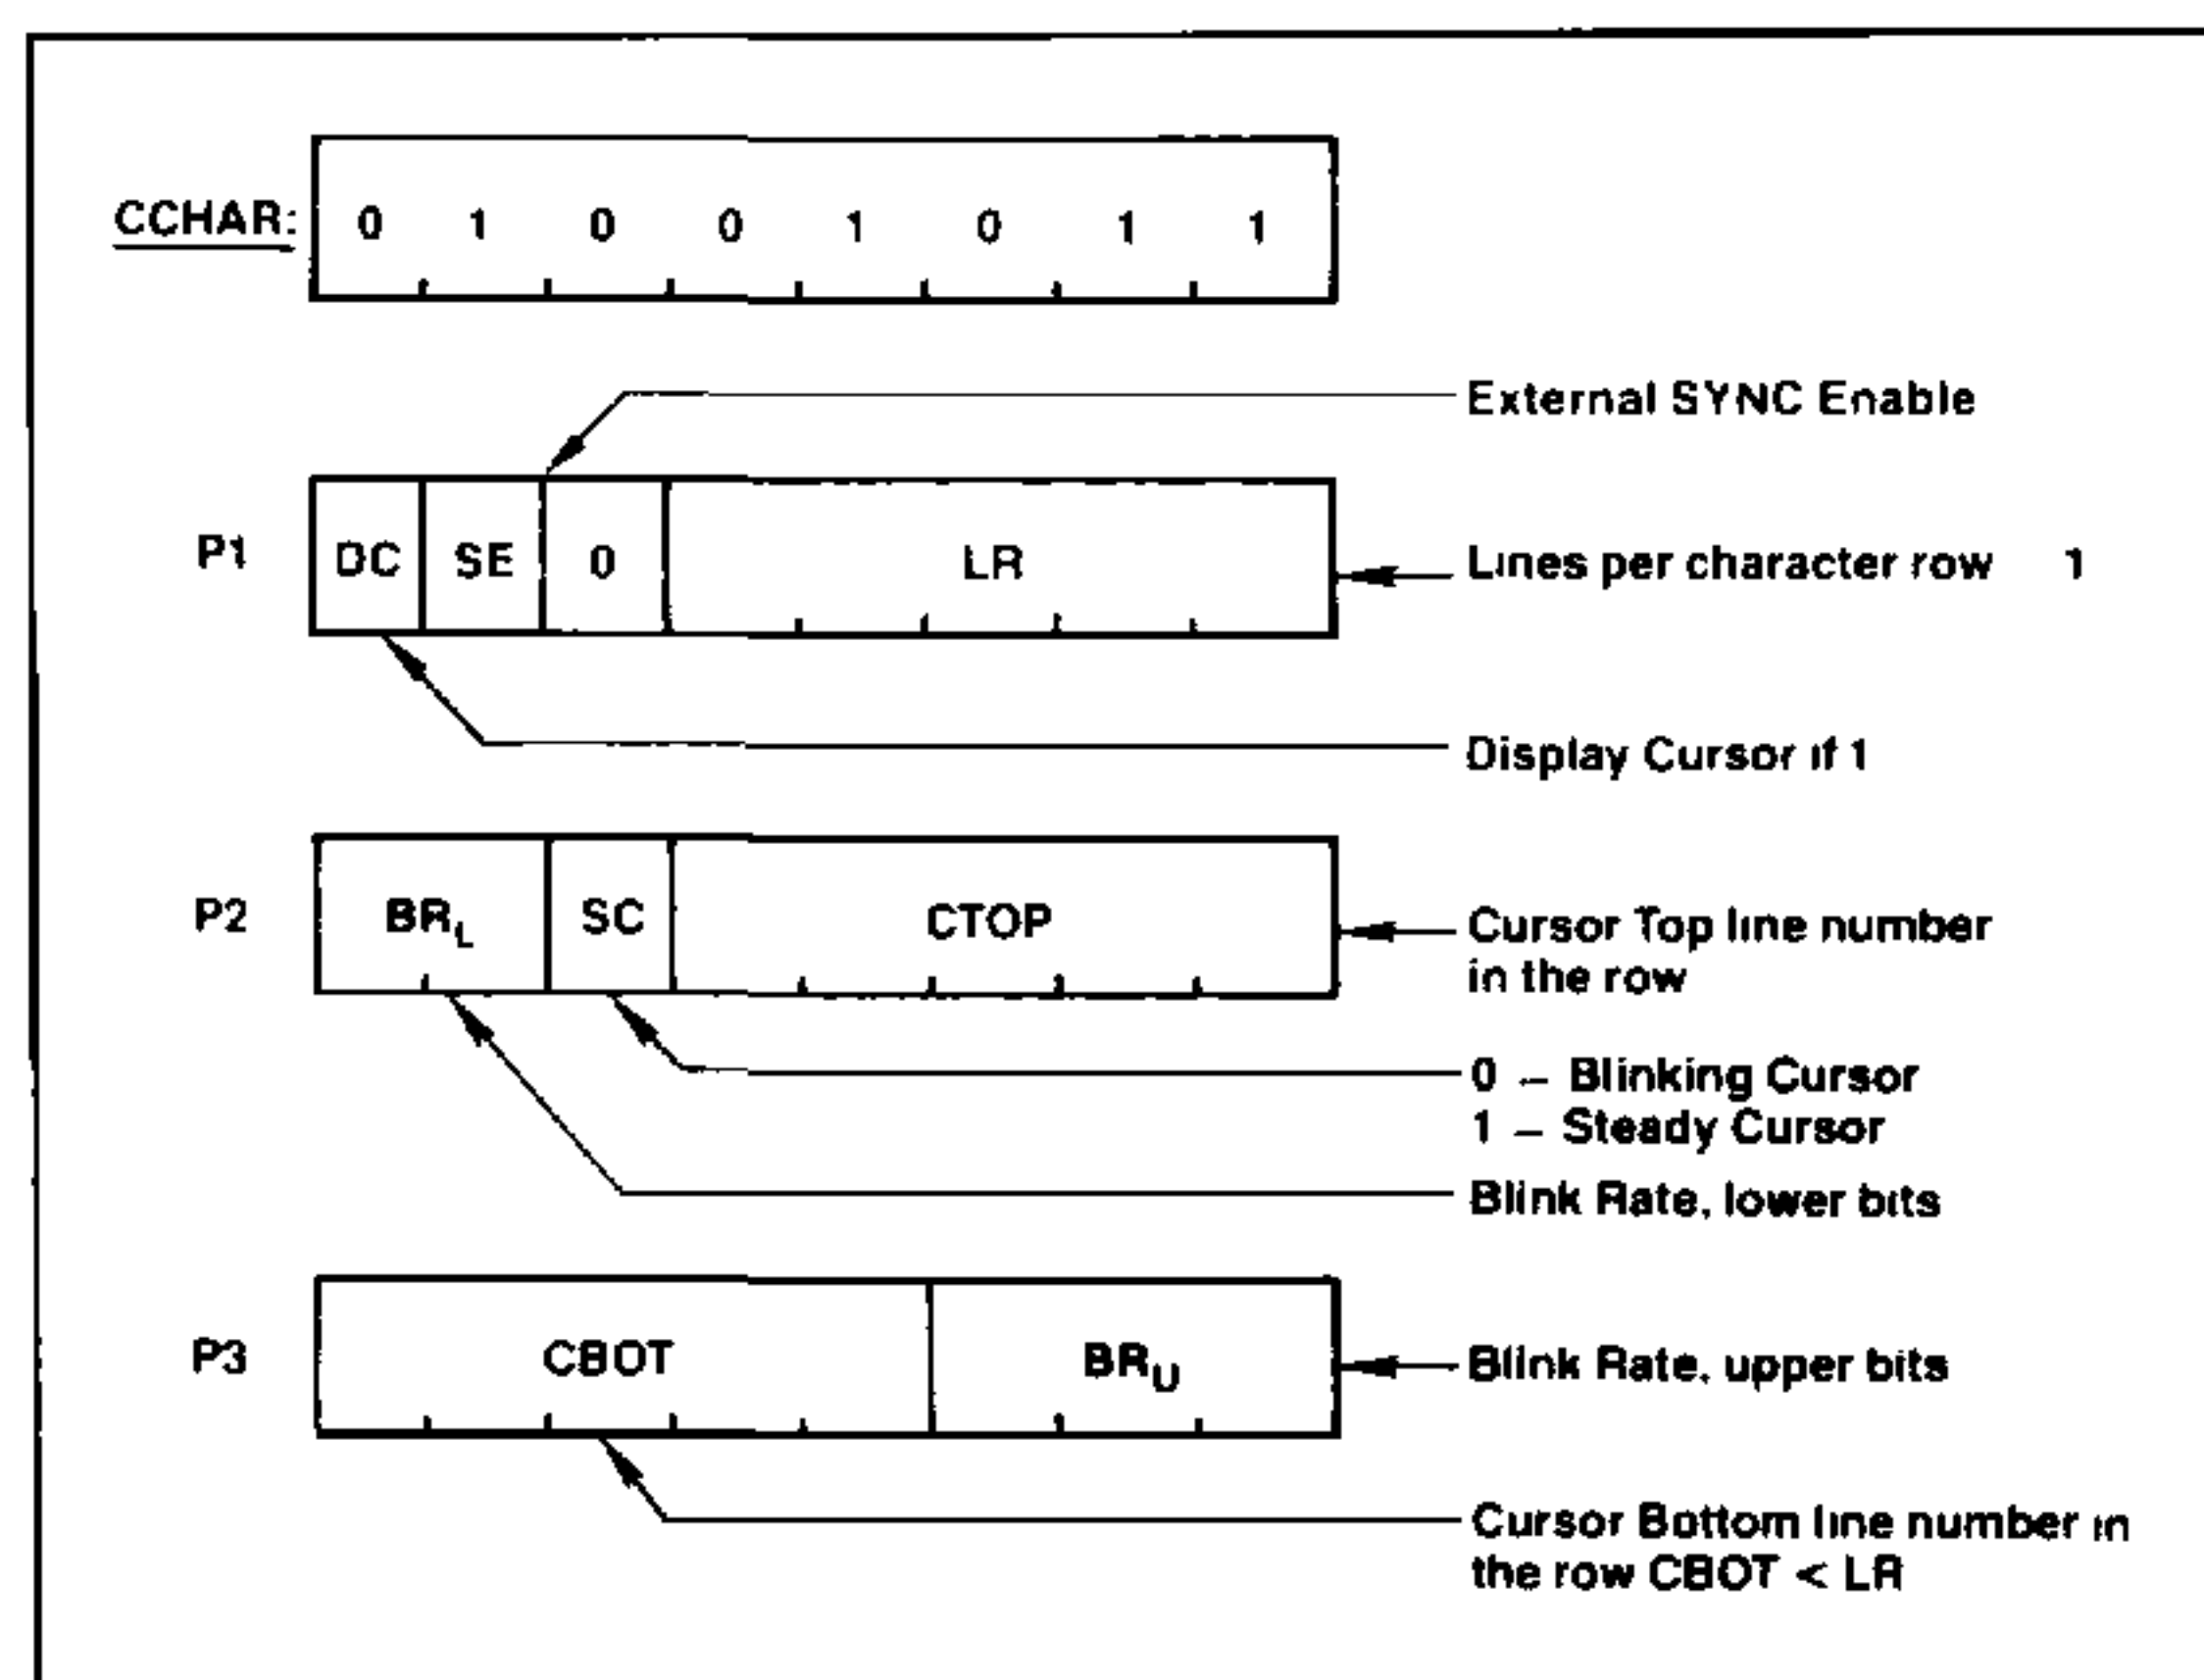 CCHAR: 0 1 0 0 1 0 1 1
External SYNC Enable
P1 DC SE 0 LR Lines per character row 1
Display Cursor if 1
P2 BRL SC CTOP Cursor Top line number
in the row
0 – Blinking Cursor
1 – Steady Cursor
Blink Rate, lower bits
P3 CBOT BRU Blink Rate, upper bits
Cursor Bottom line number in
the row CBOT < LR